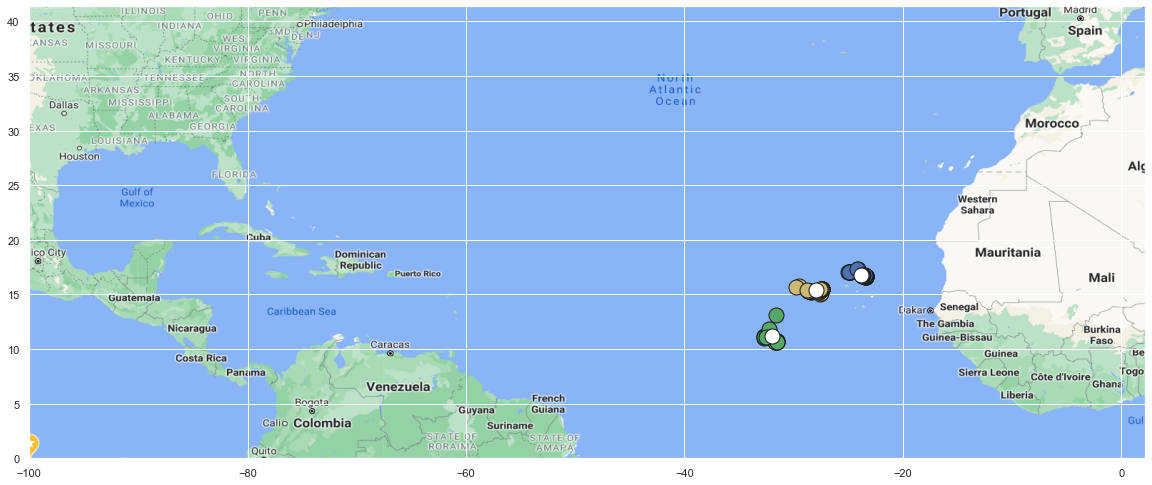 ILLINOIS
OHIO
PENN
tates
Philadelphia
INDIANA
MD
DE
NJ
ANSAS
MISSOURI
WEST
VIRGINIA
KENTUCKY
VIRGINIA
OKLAHOMA
TENNESSEE
NORTH
CAROLINA
ARKANSAS
MISSISSIPPI
SOUTH
CAROLINA
Dallas
ALABAMA
EXAS
GEORGIA
LOUISIANA
Houston
FLORIDA
Gulf of
Mexico
Cuba
ico City
Dominican
Republic
Puerto Rico
Guatemala
Caribbean Sea
Nicaragua
Costa Rica
Panama
Caracas
Venezuela
Bogota
Cali
Colombia
Guyana
French
Guiana
Suriname
STATE OF
RORAIMA
STATE OF
AMAPA
Quito
North
Atlantic
Ocean
Portugal
Madrid
Spain
Morocco
Alg
Western
Sahara
Mauritania
Mali
Dakar
Senegal
The Gambia
Guinea-Bissau
Burkina
Faso
Guinea
Be
Sierra Leone
Côte d'Ivoire
Togo
Ghana
Liberia
Gulf
40
35
30
25
20
15
10
5
0
−100
−80
−60
−40
−20
0